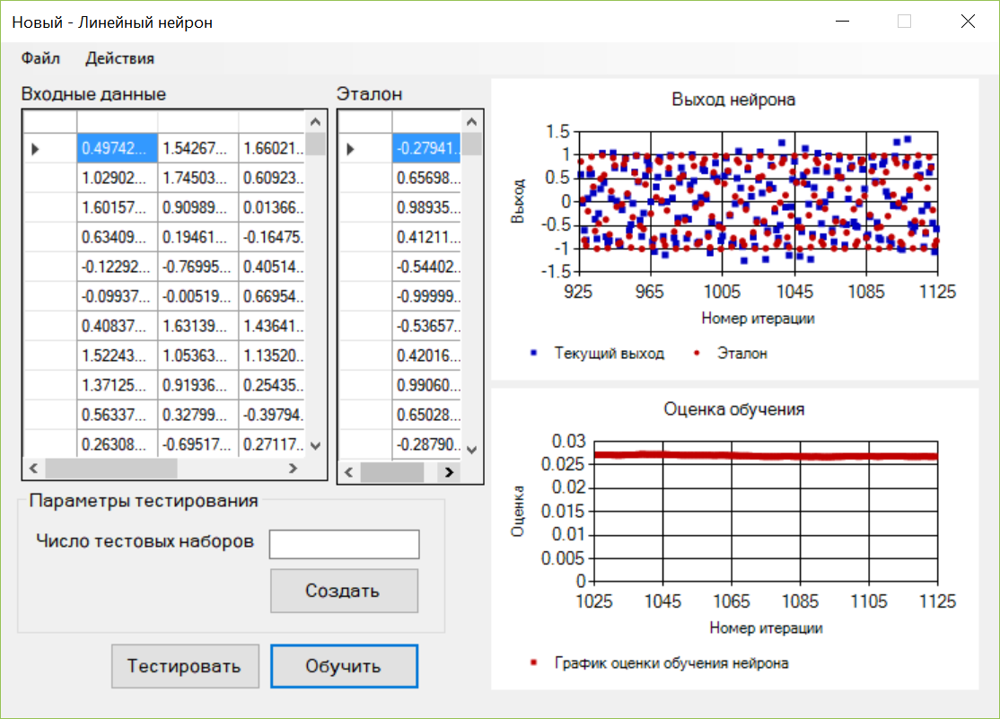 Новый - Линейный нейрон
Файл Действия
Входные данные
0.49742... 1.54267... 1.66021..
1.02902... 1.74503... 0.60923..
1.60157... 0.90989... 0.01366..
0.63409... 0.19461... -0.16475.
-0.12292... -0.76995... 0.40514..
-0.09937... -0.00519... 0.66954..
0.40837... 1.63139... 1.43641..
1.52243... 1.05363... 1.13520..
1.37125... 0.91936... 0.25435..
0.56337... 0.32799... -0.39794.
0.26308... -0.69517... 0.27117..
Эталон
-0.27941.
0.65698...
0.98935...
0.41211...
-0.54402...
-0.99999...
-0.53657..
0.42016...
0.99060...
0.65028...
-0.28790..
Параметры тестирования
Число тестовых наборов
Создать
Тестировать Обучить
Выход нейрона
Выход
1.5
1
0.5
0
-0.5
-1
-1.5
925 965 1005 1045 1085 1125
Номер итерации
Текущий выход Эталон
Оценка обучения
Оценка
0.03
0.025
0.02
0.015
0.01
0.005
0
1025 1045 1065 1085 1105 1125
Номер итерации
График оценки обучения нейрона